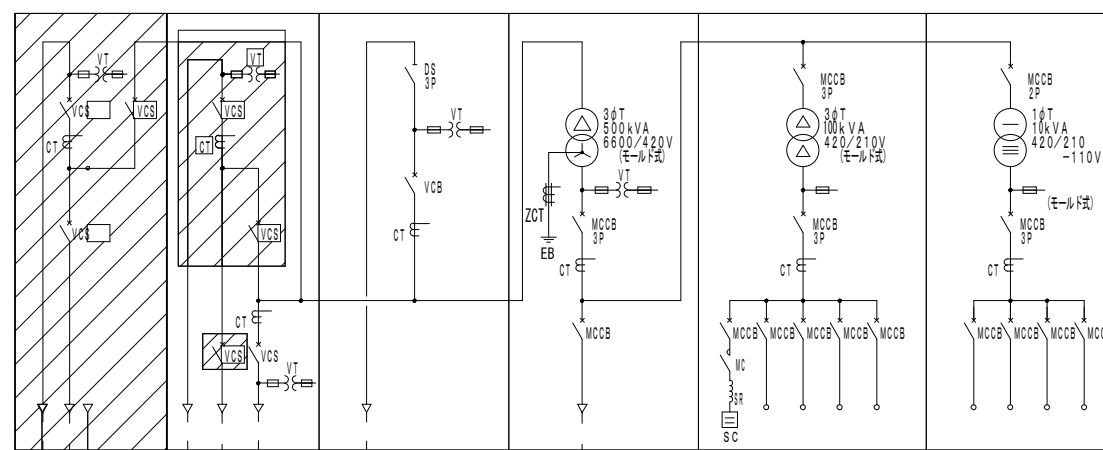 VT
VCS
VCS
CT
VCS
VT
VCS
CT
VCS
CT
VCS
VCS
VT
DS
3P
VT
VCB
CT
3φT
500kVA
6600/420V
(モールド式)
VT
ZCT
EB
MCCB
3P
CT
MCCB
MCCB
3P
3φT
100kVA
420/210V
(モールド式)
MCCB
3P
CT
MCCB
MCCB
MCCB
MCCB
MCCB
MC
SR
SC
MCCB
2P
1φT
10kVA
420/210
-110V
(モールド式)
MCCB
3P
CT
MCCB
MCCB
MCCB
MCC